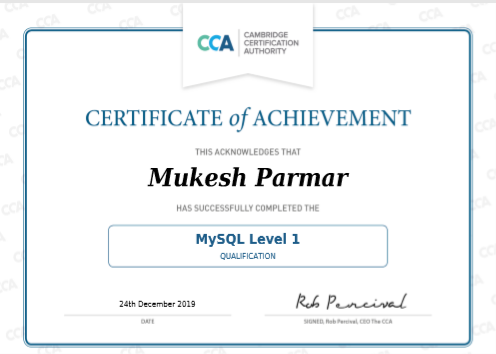 CCA
CAMBRIDGE
CERTIFICATION
AUTHORITY
CERTIFICATE of ACHIEVEMENT
THIS ACKNOWLEDGES THAT
Mukesh Parmar
HAS SUCCESSFULLY COMPLETED THE
MySQL Level 1
QUALIFICATION
24th December 2019
Rob Percival
DATE
SIGNED, Rob Percival, CEO The CCA